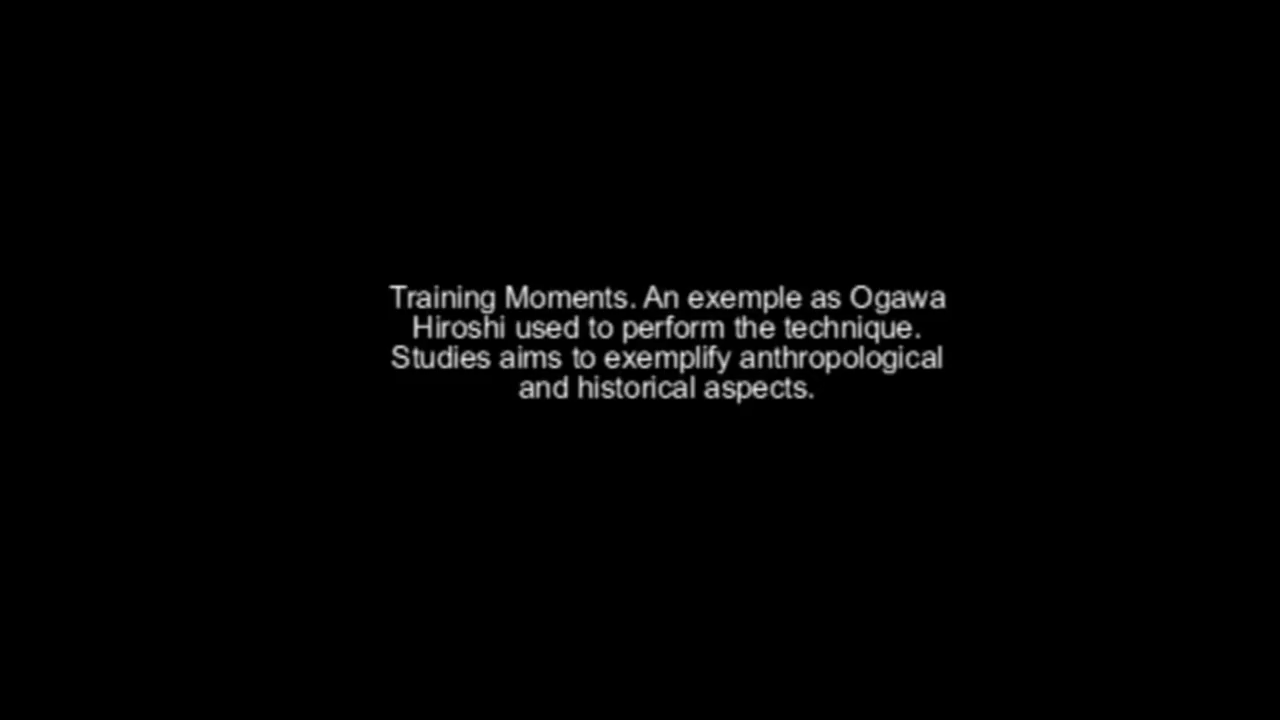 Training Moments. An exemple as Ogawa
Hiroshi used to perform the technique.
Studies aims to exemplify anthropological
and historical aspects.